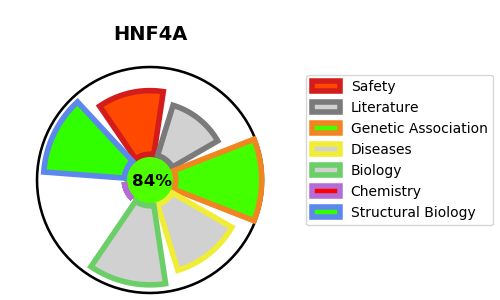 HNF4A
84%
Safety
Literature
Genetic Association
Diseases
Biology
Chemistry
Structural Biology